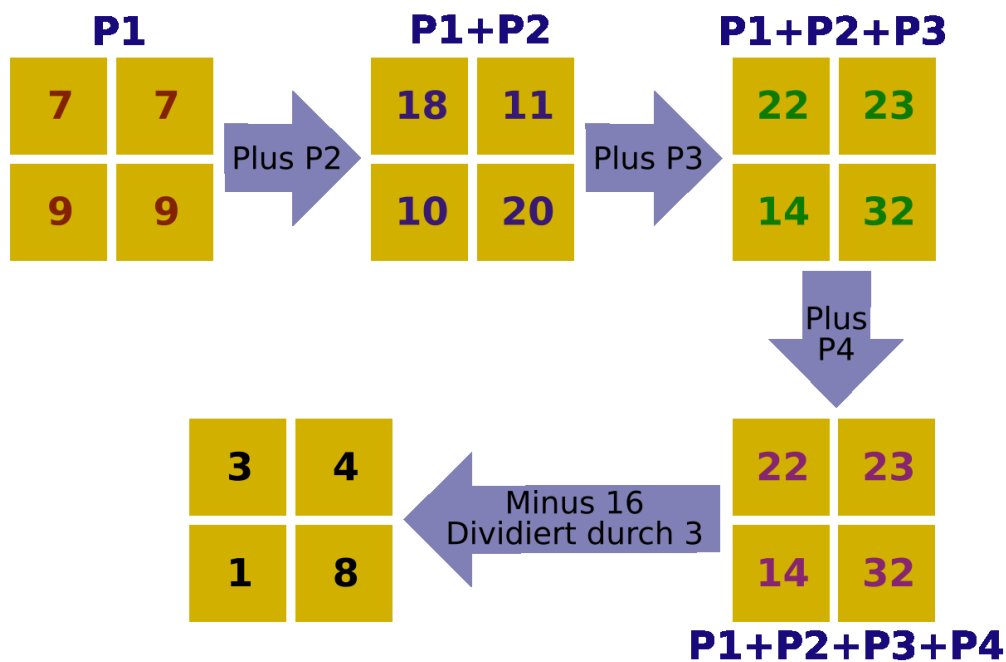 P1
P1+P2
P1+P2+P3
7 7
Plus P2
18 11
Plus P3
22 23
9 9
10 20
14 32
Plus
P4
3 4
Minus 16
Dividiert durch 3
22 23
1 8
14 32
P1+P2+P3+P4